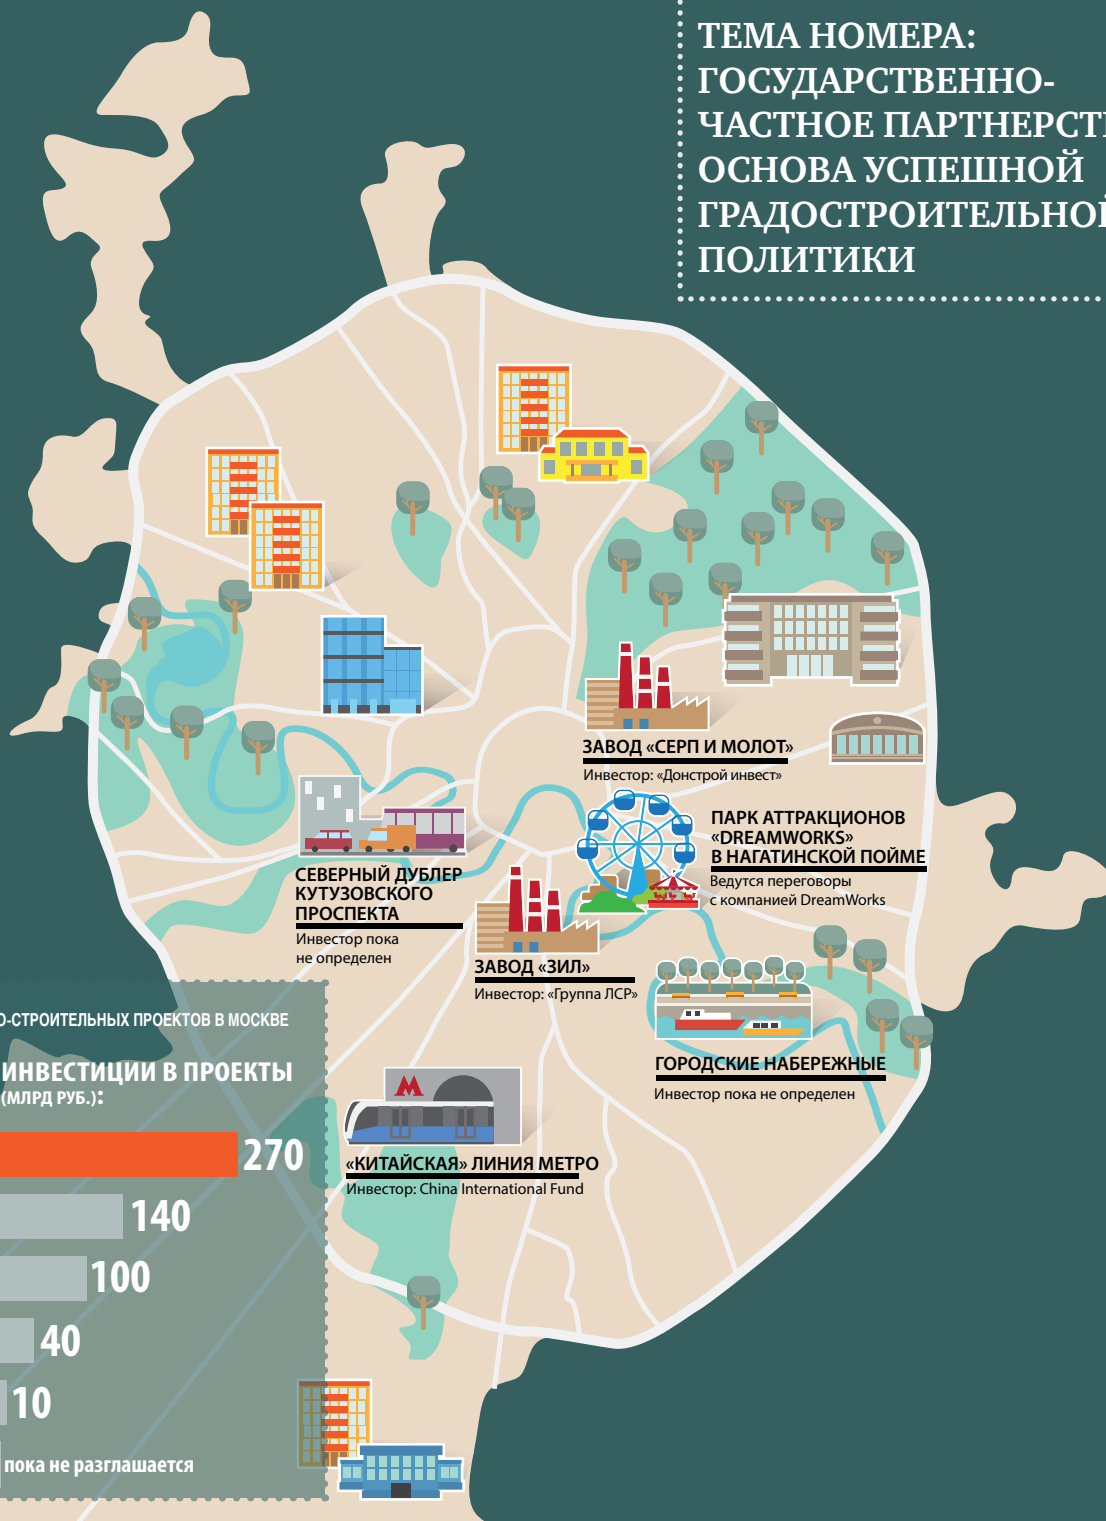 ТЕМА НОМЕРА:
ГОСУДАРСТВЕННО-
ЧАСТНОЕ ПАРТНЕРСТ
ОСНОВА УСПЕШНОЙ
ГРАДОСТРОИТЕЛЬНОЙ
ПОЛИТИКИ
ЗАВОД «СЕРП И МОЛОТ»
Инвестор: «Донстрой инвест»
ПАРК АТТРАКЦИОНОВ
«DREAMWORKS»
В НАГАТИНСКОЙ ПОЙМЕ
Ведутся переговоры
с компанией DreamWorks
СЕВЕРНЫЙ ДУБЛЕР
КУТУЗОВСКОГО
ПРОСПЕКТА
Инвестор пока
не определен
ЗАВОД «ЗИЛ»
Инвестор: «Группа ЛСР»
ГОРОДСКИЕ НАБЕРЕЖНЫЕ
Инвестор пока не определен
«КИТАЙСКАЯ» ЛИНИЯ МЕТРО
Инвестор: China International Fund
О-СТРОИТЕЛЬНЫХ ПРОЕКТОВ В МОСКВЕ
ИНВЕСТИЦИИ В ПРОЕКТЫ
(МЛРД РУБ.):
270
140
100
40
10
пока не разглашается